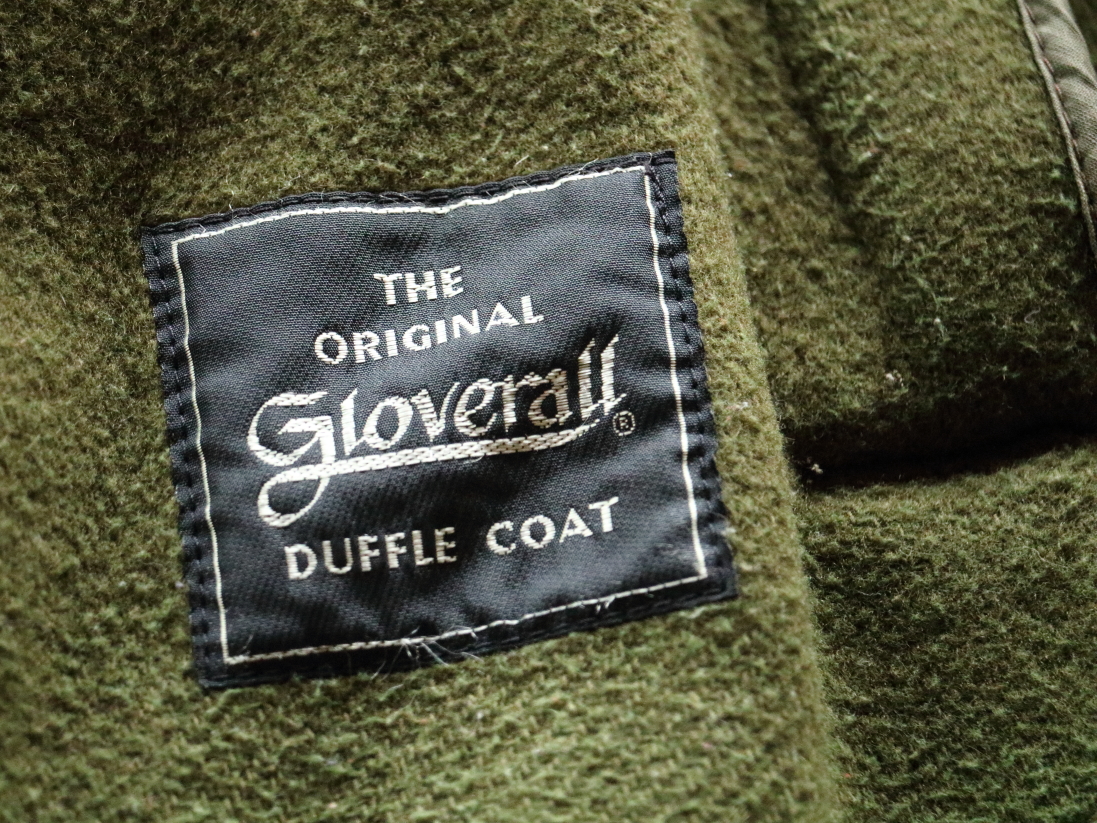 THE
ORIGINAL
Gloverall®
DUFFLE COAT